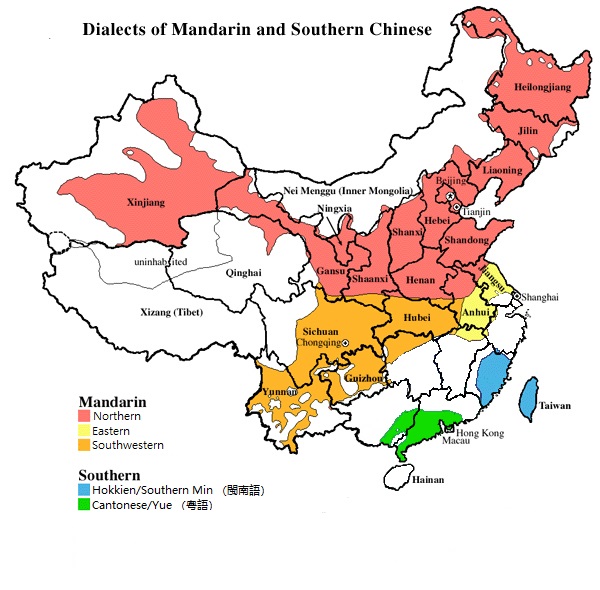 Dialects of Mandarin and Southern Chinese
Heilongjiang
Jilin
Liaoning
Nei Menggu (Inner Mongolia)
Beijing
Ningxia
Tianjin
Xinjiang
Hebei
Shanxi
Shandong
uninhabited
Qinghai
Gansu
Shaanxi
Henan
Jiangsu
Shanghai
Xizang (Tibet)
Anhui
Hubei
Sichuan
Chongqing
Guizhou
Yunnan
Taiwan
Hong Kong
Macau
Hainan
Mandarin
Northern
Eastern
Southwestern
Southern
Hokkien/Southern Min （閩南語）
Cantonese/Yue （粵語）